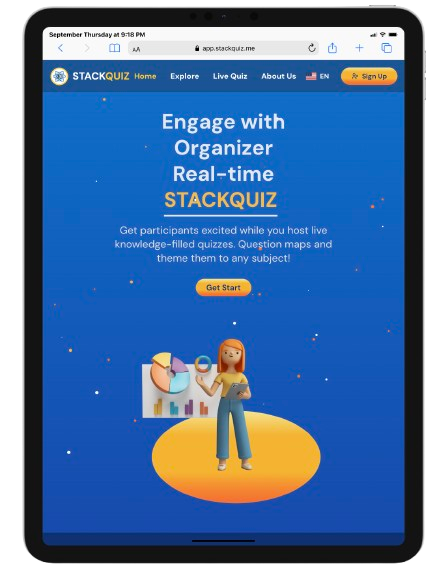 September Thursday at 9:18 PM
AA
app.stackquiz.me
STACKQUIZ Home Explore Live Quiz About Us EN Sign Up
Engage with
Organizer
Real-time
STACKQUIZ
Get participants excited while you host live
knowledge-filled quizzes. Question maps and
theme them to any subject!
Get Start